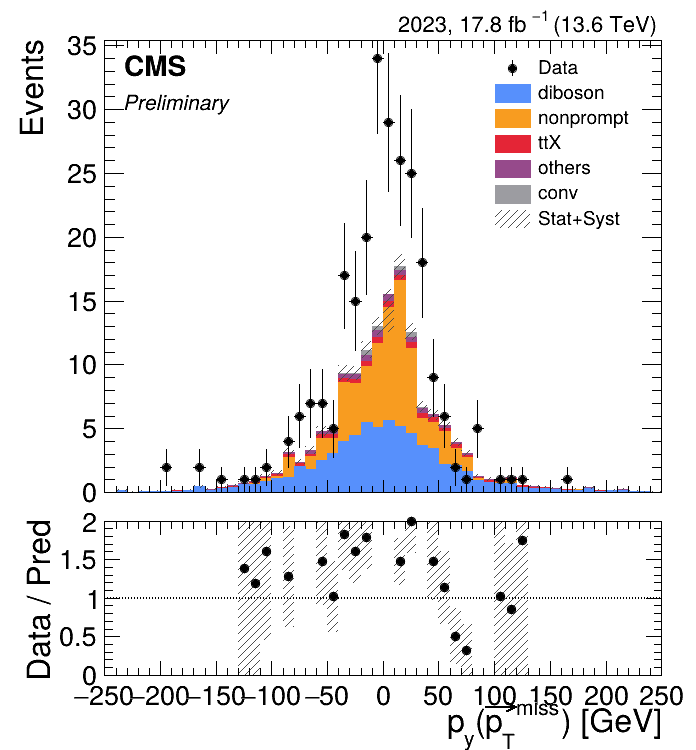 2023, 17.8 fb⁻¹ (13.6 TeV)
CMS
Preliminary
Events
35
30
25
20
15
10
5
0
Data
diboson
nonprompt
ttX
others
conv
Stat+Syst
Data / Pred
2
1.5
1
0.5
0
−250 −200 −150 −100 −50 0 50 100 150 200 250
p_y(p⃗_T^miss) [GeV]